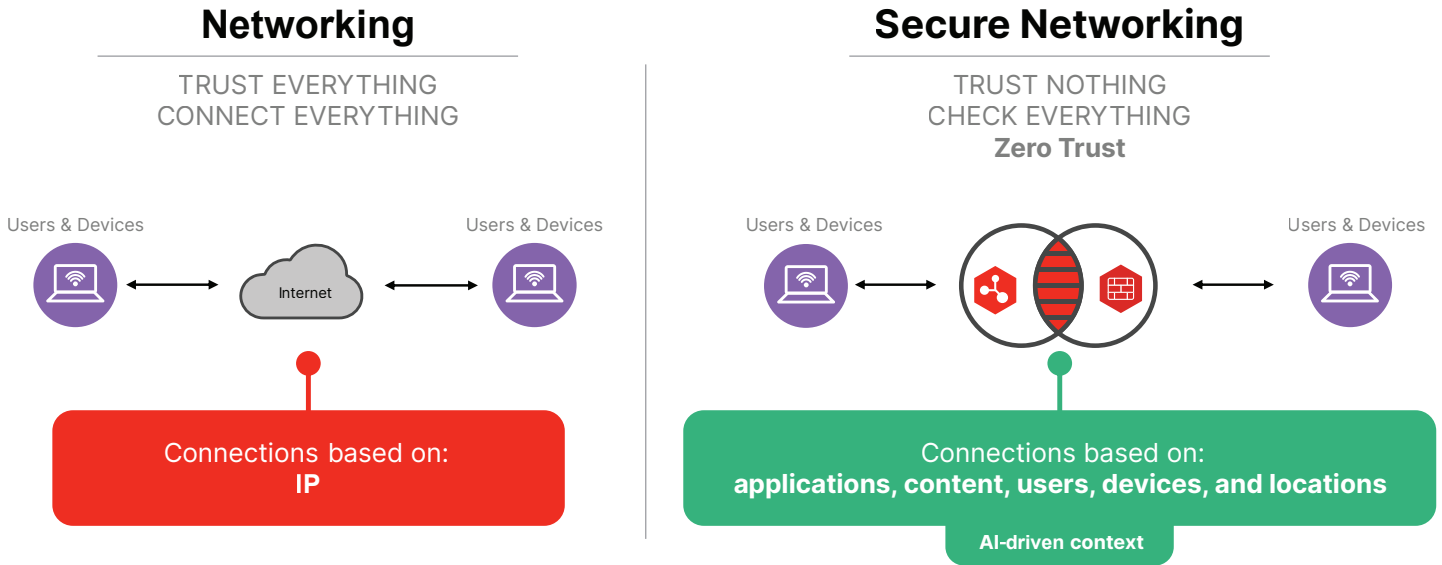 Networking
TRUST EVERYTHING
CONNECT EVERYTHING
Users & Devices
Internet
Users & Devices
Connections based on:
IP
Secure Networking
TRUST NOTHING
CHECK EVERYTHING
Zero Trust
Users & Devices
Users & Devices
Connections based on:
applications, content, users, devices, and locations
AI-driven context